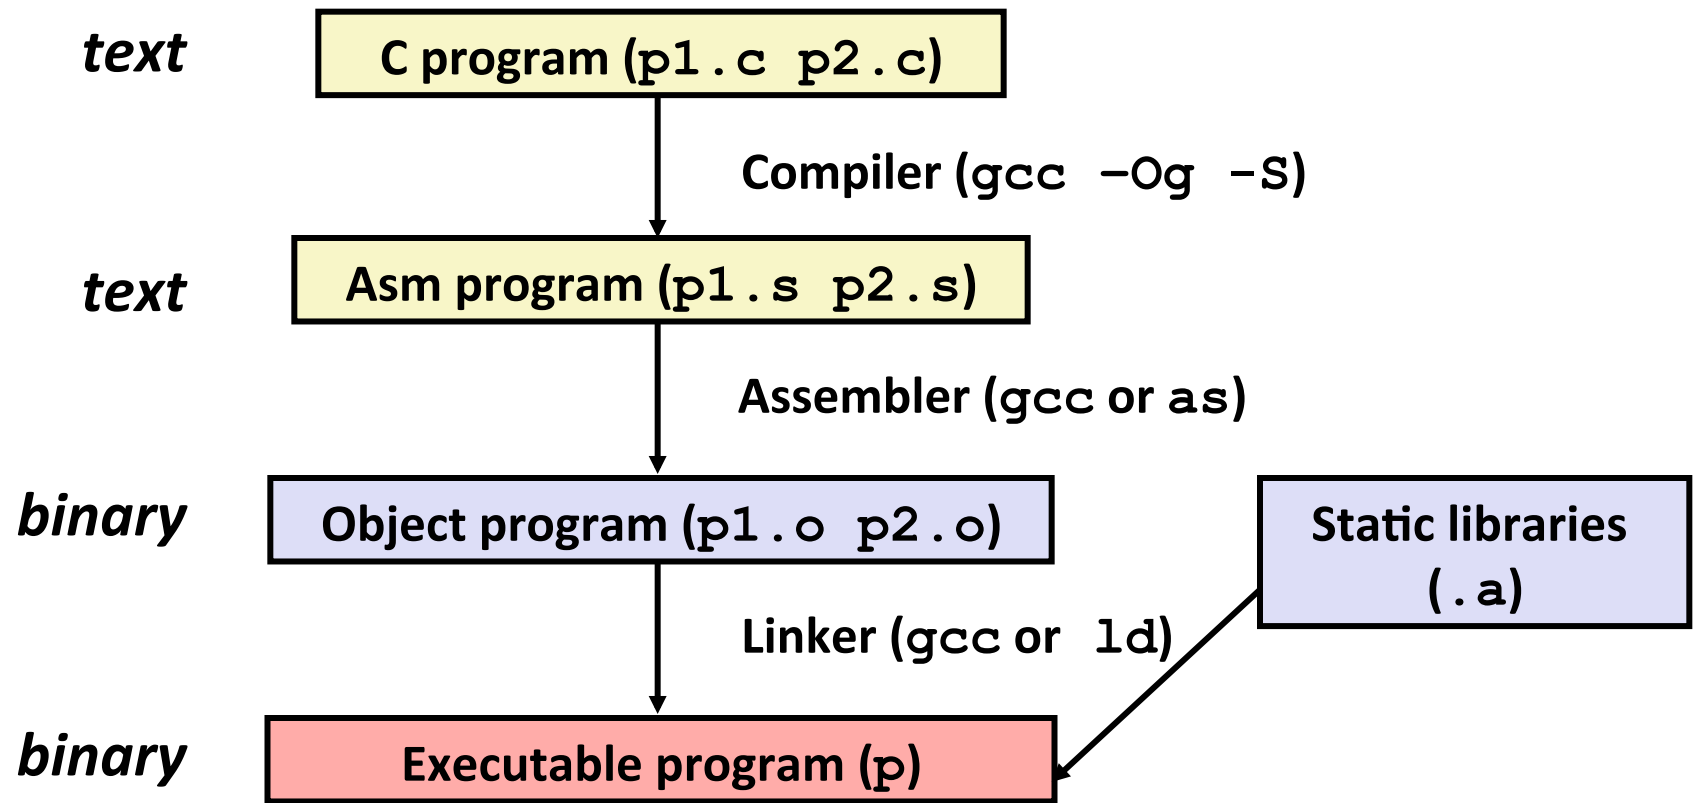 text
C program (p1.c p2.c)
Compiler (gcc –Og -S)
text
Asm program (p1.s p2.s)
Assembler (gcc or as)
binary
Object program (p1.o p2.o)
Static libraries
(.a)
Linker (gcc or ld)
binary
Executable program (p)